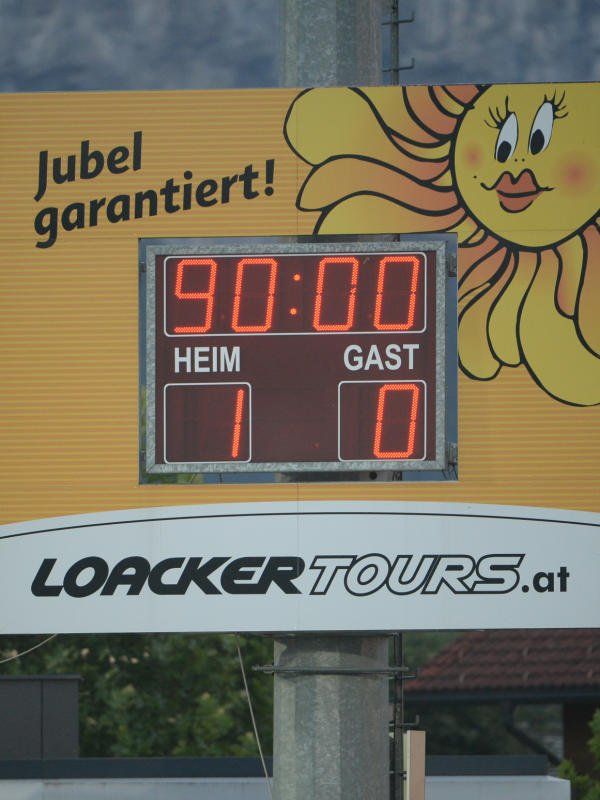 Jubel
garantiert!
90:00
HEIM GAST
1 0
LOACKERTOURS.at